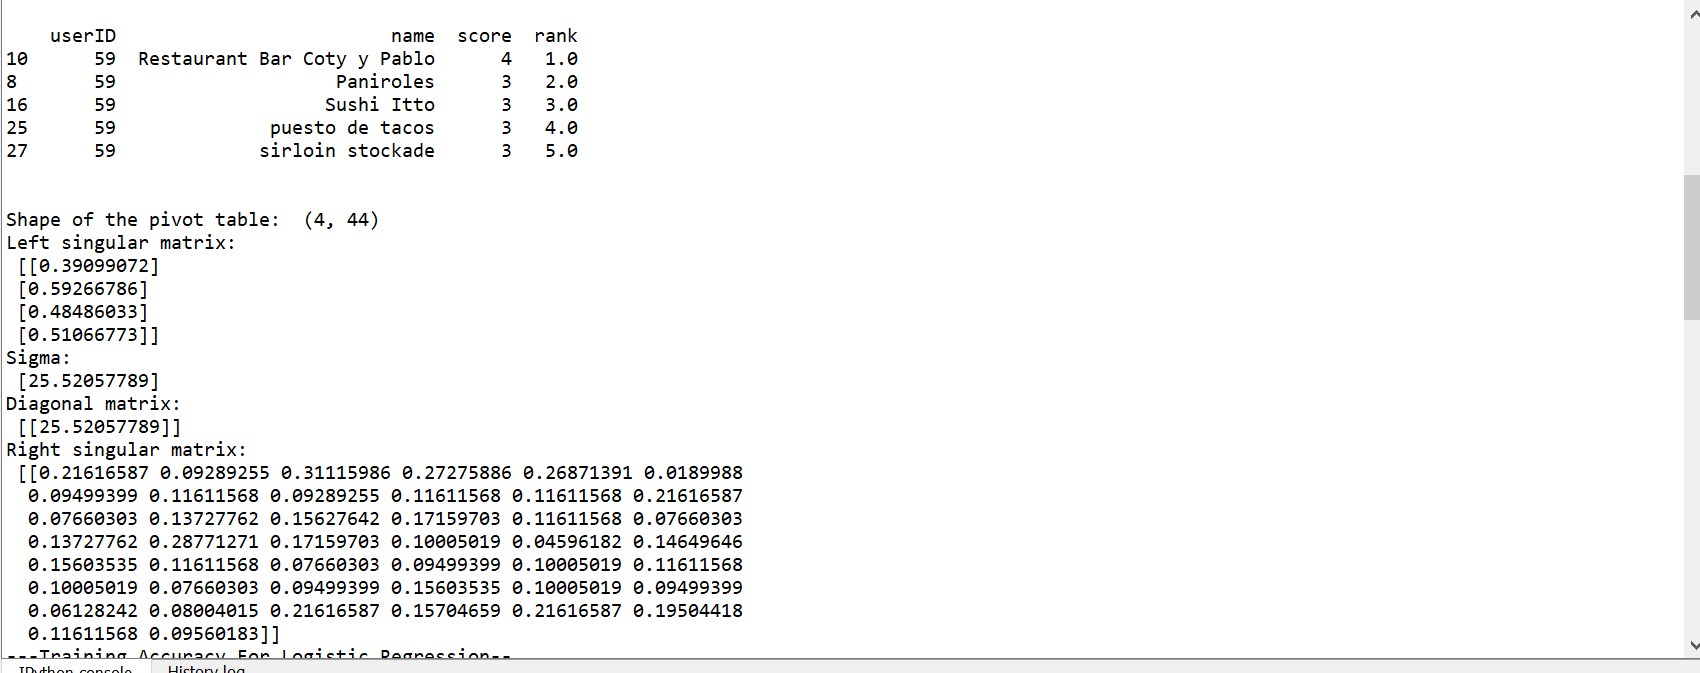 userID name score rank
10 59 Restaurant Bar Coty y Pablo 4 1.0
8 59 Paniroles 3 2.0
16 59 Sushi Itto 3 3.0
25 59 puesto de tacos 3 4.0
27 59 sirloin stockade 3 5.0
Shape of the pivot table: (4, 44)
Left singular matrix:
[[0.39099072]
[0.59266786]
[0.48486033]
[0.51066773]]
Sigma:
[25.52057789]
Diagonal matrix:
[[25.52057789]]
Right singular matrix:
[[0.21616587 0.09289255 0.31115986 0.27275886 0.26871391 0.0189988
0.09499399 0.11611568 0.09289255 0.11611568 0.11611568 0.21616587
0.07660303 0.13727762 0.15627642 0.17159703 0.11611568 0.07660303
0.13727762 0.28771271 0.17159703 0.10005019 0.04596182 0.14649646
0.15603535 0.11611568 0.07660303 0.09499399 0.10005019 0.11611568
0.10005019 0.07660303 0.09499399 0.15603535 0.10005019 0.09499399
0.06128242 0.08004015 0.21616587 0.15704659 0.21616587 0.19504418
0.11611568 0.09560183]]
---Training Accuracy For Logistic Regression--
IPython console History log